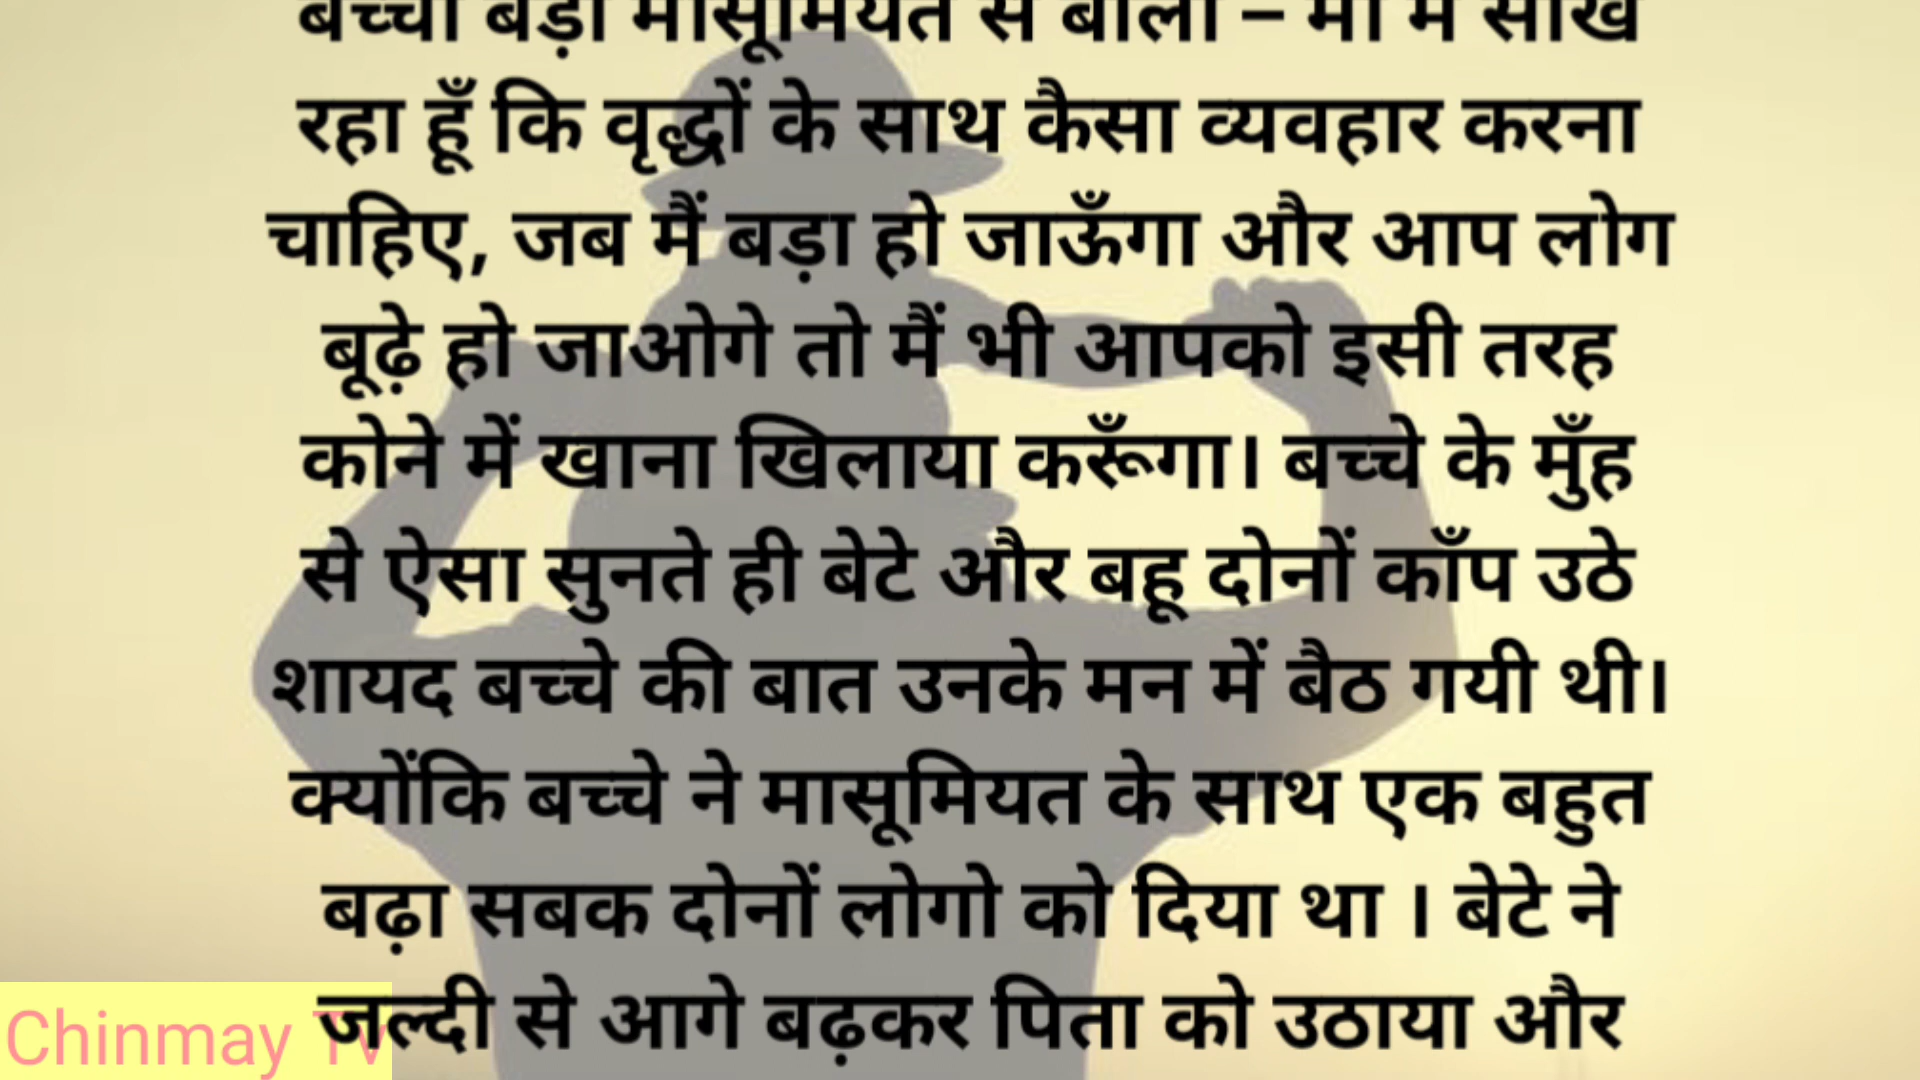 बच्चा बड़ी मासूमियत से बोला – माँ मैं सीख
रहा हूँ कि वृद्धों के साथ कैसा व्यवहार करना
चाहिए, जब मैं बड़ा हो जाऊँगा और आप लोग
बूढ़े हो जाओगे तो मैं भी आपको इसी तरह
कोने में खाना खिलाया करूँगा। बच्चे के मुँह
से ऐसा सुनते ही बेटे और बहू दोनों काँप उठे
शायद बच्चे की बात उनके मन में बैठ गयी थी।
क्योंकि बच्चे ने मासूमियत के साथ एक बहुत
बढ़ा सबक दोनों लोगो को दिया था । बेटे ने
जल्दी से आगे बढ़कर पिता को उठाया और
Chinmay Tv